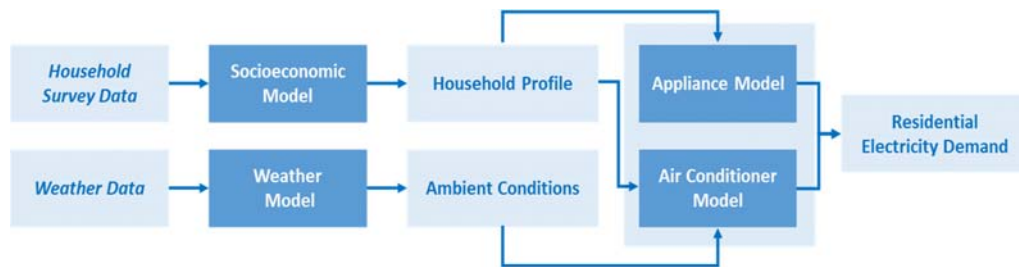 Household
Survey Data
Socioeconomic
Model
Household Profile
Appliance Model
Residential
Electricity Demand
Weather Data
Weather
Model
Ambient Conditions
Air Conditioner
Model